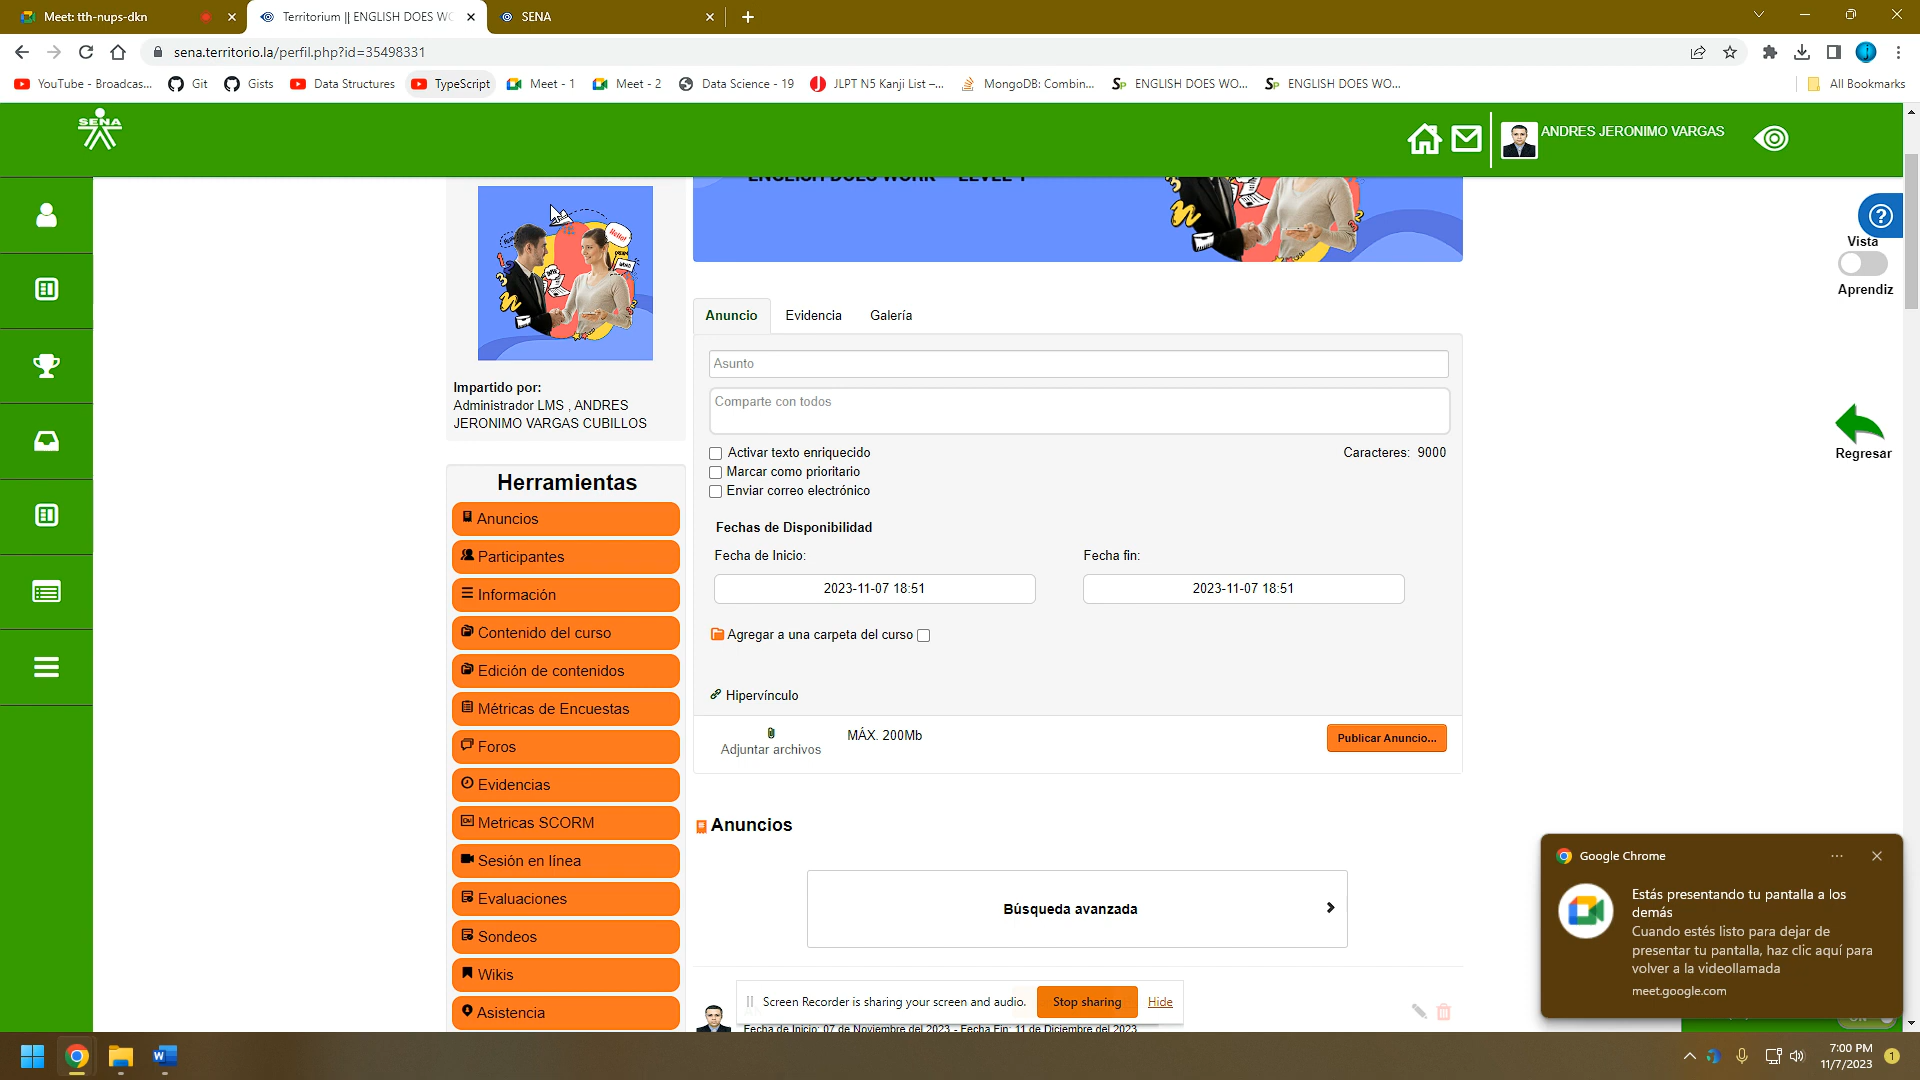 Meet: tth-nups-dkn
Territorium || ENGLISH DOES WO
SENA
sena.territorio.la/perfil.php?id=35498331
YouTube - Broadcas...
Git
Gists
Data Structures
TypeScript
Meet - 1
Meet - 2
Data Science - 19
JLPT N5 Kanji List –...
MongoDB: Combin...
ENGLISH DOES WO...
ENGLISH DOES WO...
All Bookmarks
SENA
ANDRES JERONIMO VARGAS
ENGLISH DOES WORK - LEVEL 1
Hello!
Vista
Aprendiz
Regresar
Impartido por:
Administrador LMS , ANDRES
JERONIMO VARGAS CUBILLOS
Herramientas
Anuncios
Participantes
Información
Contenido del curso
Edición de contenidos
Métricas de Encuestas
Foros
Evidencias
Metricas SCORM
Sesión en línea
Evaluaciones
Sondeos
Wikis
Asistencia
Anuncio
Evidencia
Galería
Asunto
Comparte con todos
Activar texto enriquecido
Caracteres: 9000
Marcar como prioritario
Enviar correo electrónico
Fechas de Disponibilidad
Fecha de Inicio:
Fecha fin:
2023-11-07 18:51
2023-11-07 18:51
Agregar a una carpeta del curso
Hipervínculo
Adjuntar archivos
MÁX. 200Mb
Publicar Anuncio...
Anuncios
Búsqueda avanzada
Screen Recorder is sharing your screen and audio.
Stop sharing
Hide
Fecha de Inicio: 07 de Noviembre del 2023 - Fecha Fin: 11 de Diciembre del 2023
Google Chrome
Estás presentando tu pantalla a los
demás
Cuando estés listo para dejar de
presentar tu pantalla, haz clic aquí para
volver a la videollamada
meet.google.com
7:00 PM
11/7/2023
1